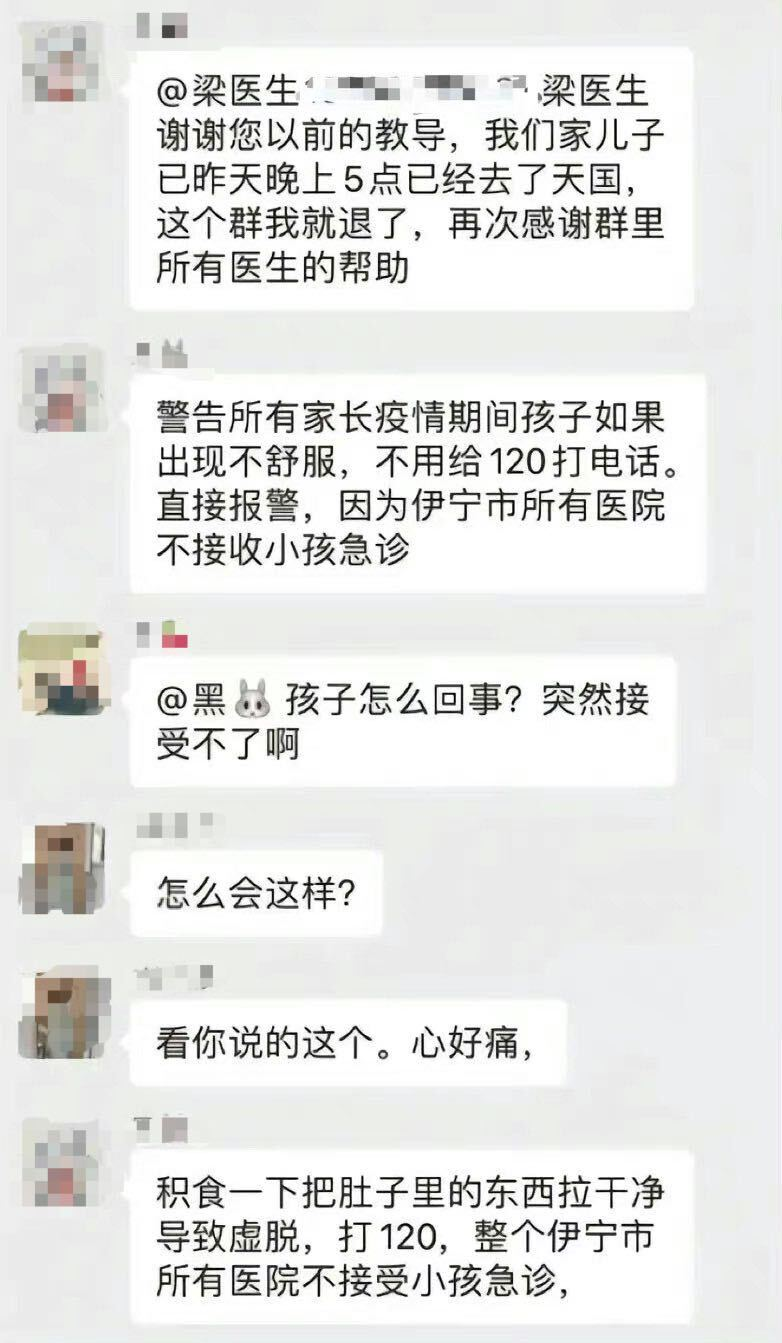 @梁医生 梁医生
谢谢您以前的教导，我们家儿子
已昨天晚上5点已经去了天国，
这个群我就退了，再次感谢群里
所有医生的帮助
警告所有家长疫情期间孩子如果
出现不舒服，不用给120打电话。
直接报警，因为伊宁市所有医院
不接收小孩急诊
@黑🐰 孩子怎么回事？突然接
受不了啊
怎么会这样？
看你说的这个。心好痛，
积食一下把肚子里的东西拉干净
导致虚脱，打120，整个伊宁市
所有医院不接受小孩急诊，